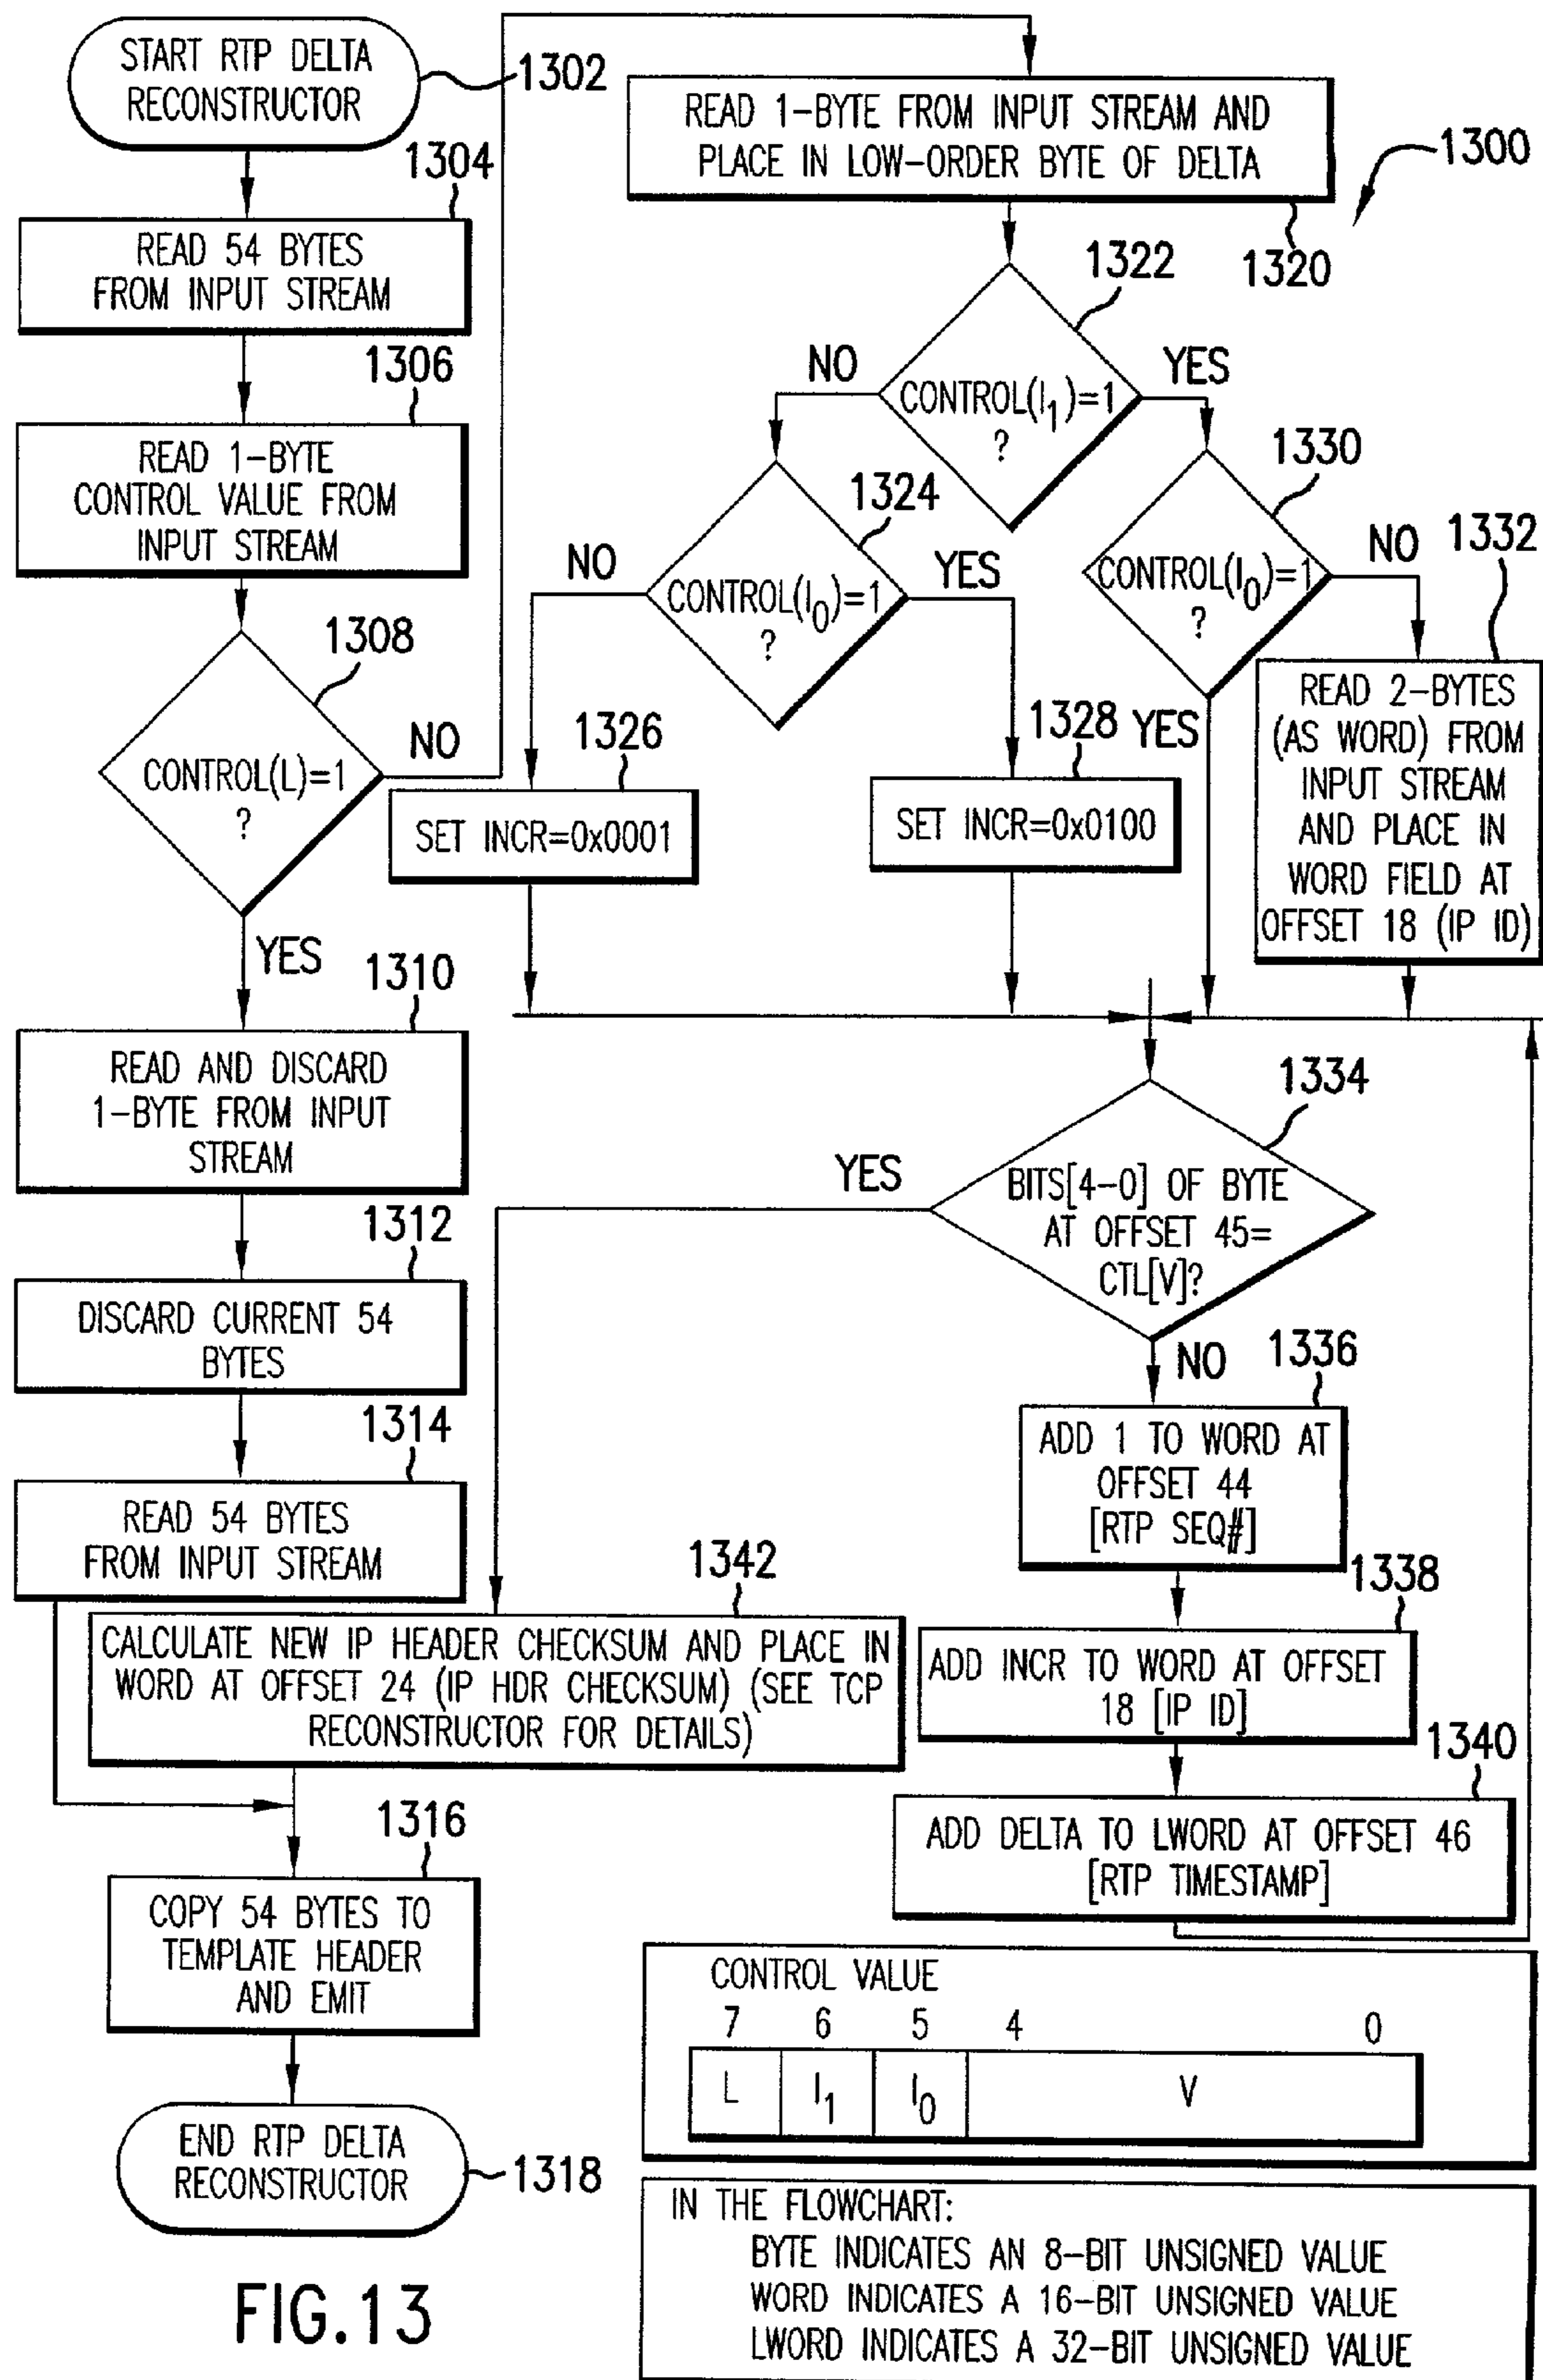 START RTP DELTA
RECONSTRUCTOR
1302
1304
READ 54 BYTES
FROM INPUT STREAM
1306
READ 1-BYTE
CONTROL VALUE FROM
INPUT STREAM
1308
CONTROL(L)=1
?
NO
YES
1310
READ AND DISCARD
1-BYTE FROM INPUT
STREAM
1312
DISCARD CURRENT 54
BYTES
1314
READ 54 BYTES
FROM INPUT STREAM
READ 1-BYTE FROM INPUT STREAM AND
PLACE IN LOW-ORDER BYTE OF DELTA
1300
1320
1322
CONTROL(I1)=1
?
NO
YES
1324
CONTROL(I0)=1
?
NO
YES
1326
SET INCR=0x0001
1328
SET INCR=0x0100
1330
CONTROL(I0)=1
?
NO
YES
1332
READ 2-BYTES
(AS WORD) FROM
INPUT STREAM
AND PLACE IN
WORD FIELD AT
OFFSET 18 (IP ID)
1334
BITS[4-0] OF BYTE
AT OFFSET 45=
CTL[V]?
YES
NO
1336
ADD 1 TO WORD AT
OFFSET 44
[RTP SEQ#]
1338
ADD INCR TO WORD AT OFFSET
18 [IP ID]
1340
ADD DELTA TO LWORD AT OFFSET 46
[RTP TIMESTAMP]
1342
CALCULATE NEW IP HEADER CHECKSUM AND PLACE IN
WORD AT OFFSET 24 (IP HDR CHECKSUM) (SEE TCP
RECONSTRUCTOR FOR DETAILS)
1316
COPY 54 BYTES TO
TEMPLATE HEADER
AND EMIT
END RTP DELTA
RECONSTRUCTOR
1318
CONTROL VALUE
7 6 5 4 0
L I1 I0 V
IN THE FLOWCHART:
BYTE INDICATES AN 8-BIT UNSIGNED VALUE
WORD INDICATES A 16-BIT UNSIGNED VALUE
LWORD INDICATES A 32-BIT UNSIGNED VALUE
FIG.13